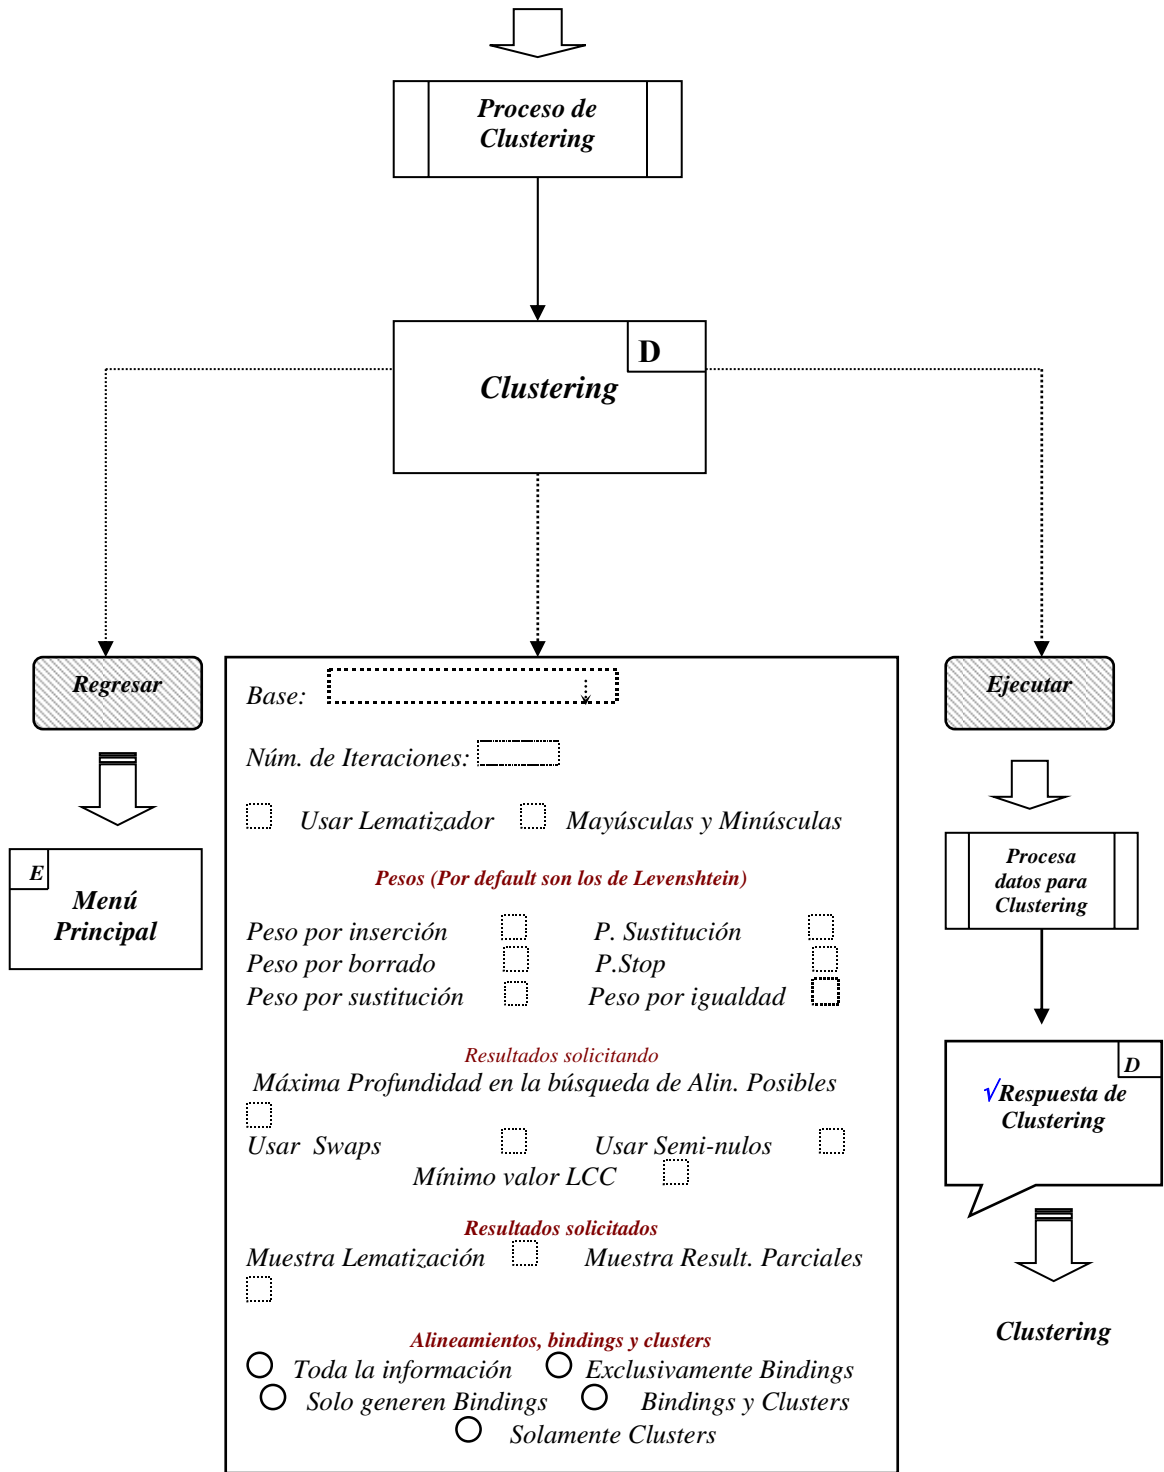 Proceso de
Clustering
D
Clustering
Regresar
E
Menú
Principal
Base:
Núm. de Iteraciones:
Usar Lematizador Mayúsculas y Minúsculas
Pesos (Por default son los de Levenshtein)
Peso por inserción P. Sustitución
Peso por borrado P.Stop
Peso por sustitución Peso por igualdad
Resultados solicitando
Máxima Profundidad en la búsqueda de Alin. Posibles
Usar Swaps Usar Semi-nulos
Mínimo valor LCC
Resultados solicitados
Muestra Lematización Muestra Result. Parciales
Alineamientos, bindings y clusters
Toda la información Exclusivamente Bindings
Solo generen Bindings Bindings y Clusters
Solamente Clusters
Ejecutar
Procesa
datos para
Clustering
D
√Respuesta de
Clustering
Clustering